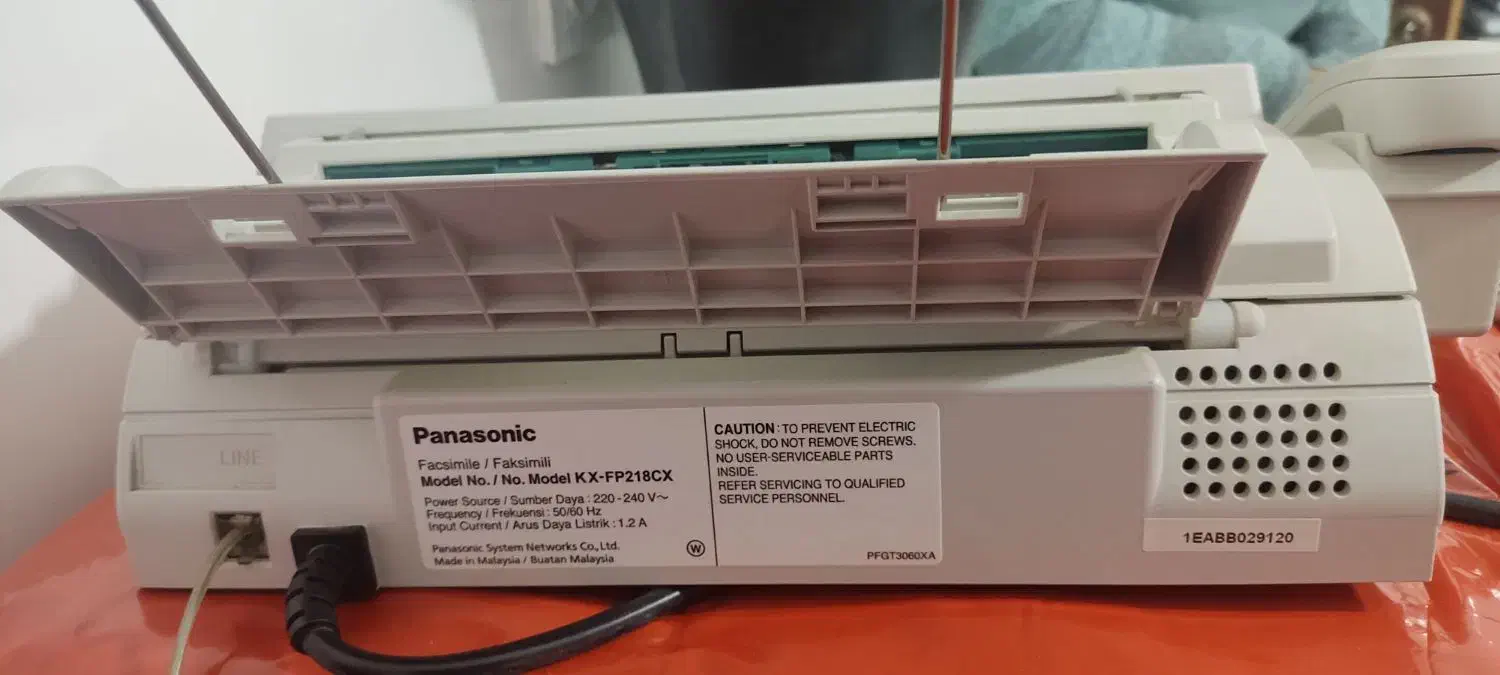 LINE
Panasonic
Facsimile / Faksimili
Model No. / No. Model KX-FP218CX
Power Source / Sumber Daya : 220 - 240 V～
Frequency / Frekuensi : 50/60 Hz
Input Current / Arus Daya Listrik : 1.2 A
Panasonic System Networks Co., Ltd.
Made in Malaysia / Buatan Malaysia
W
CAUTION : TO PREVENT ELECTRIC
SHOCK, DO NOT REMOVE SCREWS.
NO USER-SERVICEABLE PARTS
INSIDE.
REFER SERVICING TO QUALIFIED
SERVICE PERSONNEL.
PFGT3060XA
1EABB029120